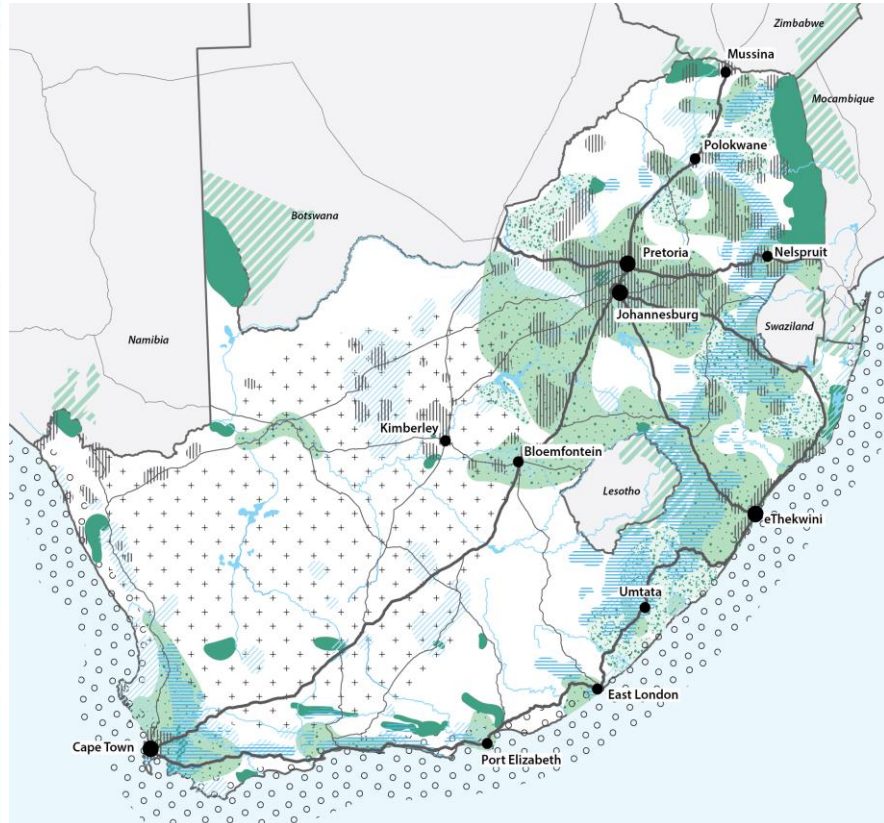 Zimbabwe
Mussina
Mocambique
Polokwane
Botswana
Pretoria
Nelspruit
Johannesburg
Swaziland
Namibia
Kimberley
Bloemfontein
Lesotho
eThekwini
Umtata
East London
Cape Town
Port Elizabeth